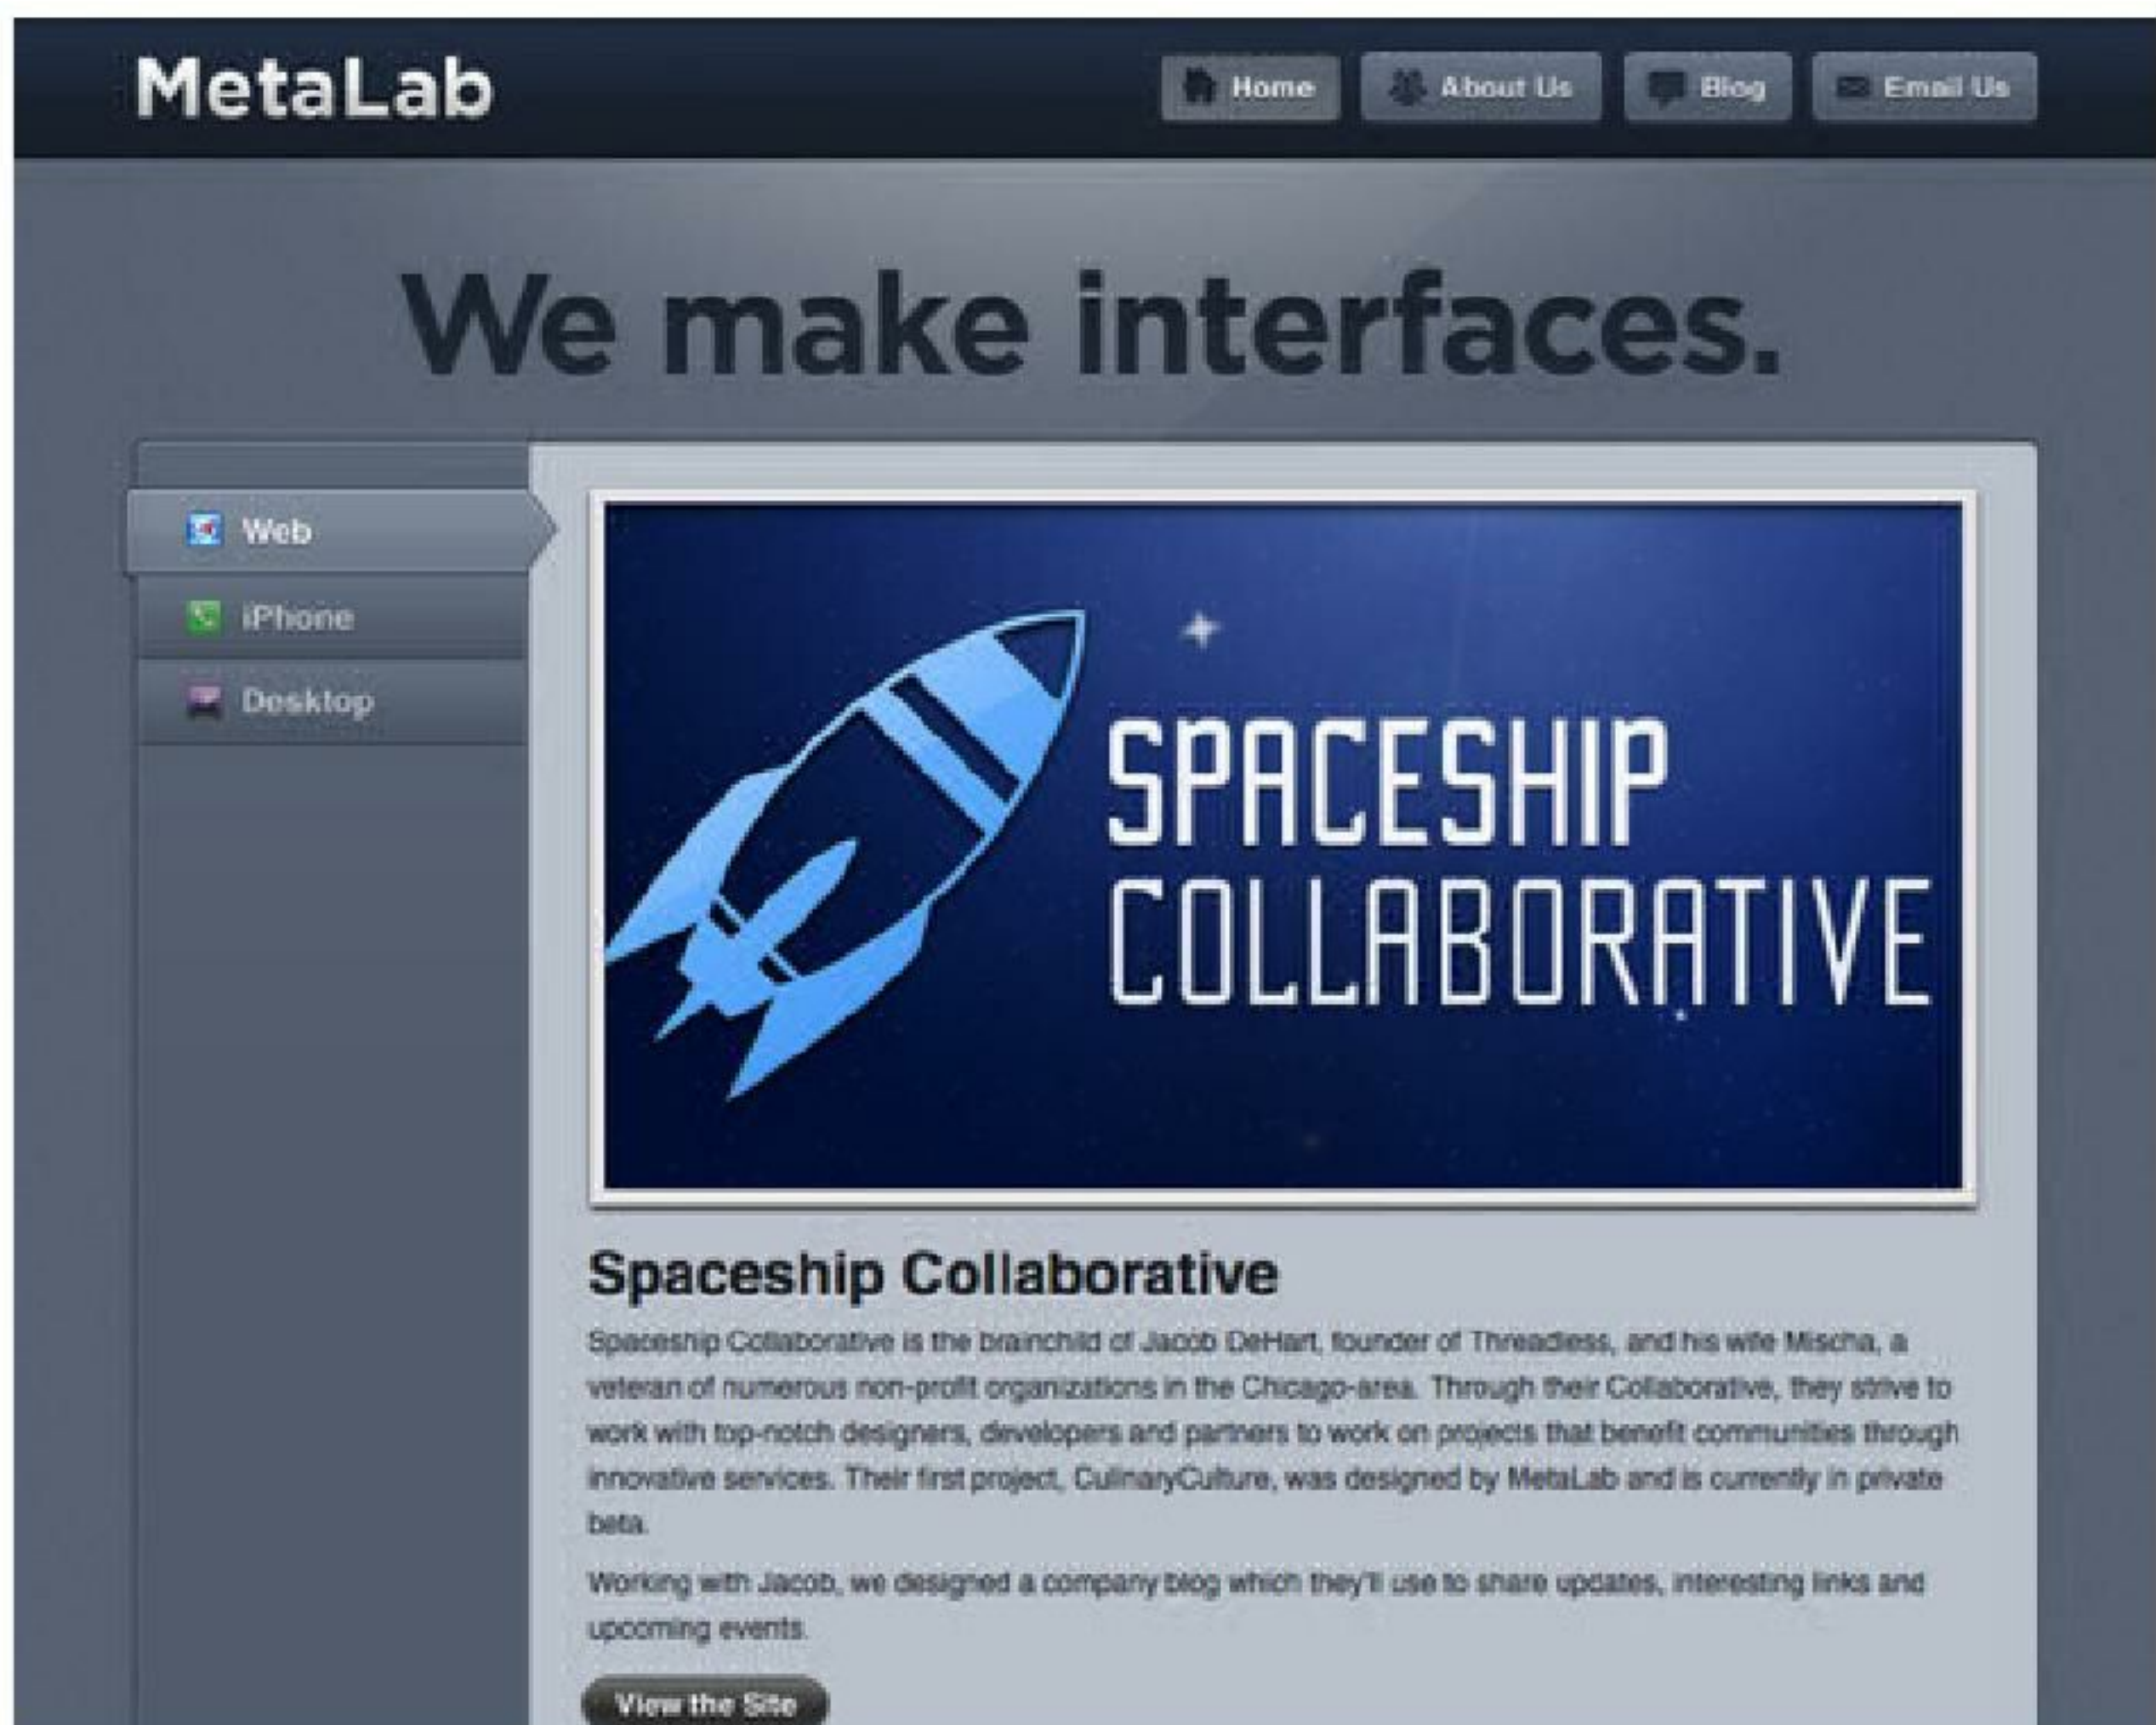 MetaLab
Home
About Us
Blog
Email Us
We make interfaces.
Web
iPhone
Desktop
SPACESHIP
COLLABORATIVE
Spaceship Collaborative
Spaceship Collaborative is the brainchild of Jacob DeHart, founder of Threadless, and his wife Mischa, a
veteran of numerous non-profit organizations in the Chicago-area. Through their Collaborative, they strive to
work with top-notch designers, developers and partners to work on projects that benefit communities through
innovative services. Their first project, CulinaryCulture, was designed by MetaLab and is currently in private
beta.
Working with Jacob, we designed a company blog which they'll use to share updates, interesting links and
upcoming events.
View the Site